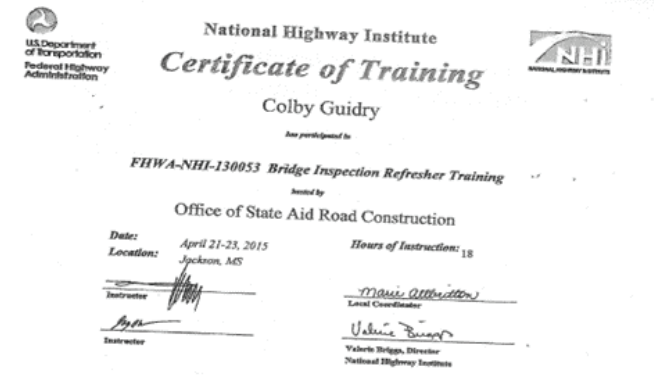 U.S. Department
of Transportation
Federal Highway
Administration
National Highway Institute
NHI
NATIONAL HIGHWAY INSTITUTE
Certificate of Training
Colby Guidry
has participated in
FHWA-NHI-130053 Bridge Inspection Refresher Training
hosted by
Office of State Aid Road Construction
Date: April 21-23, 2015
Hours of Instruction: 18
Location: Jackson, MS
Instructor
Marie
Local Coordinator
Valerie Briggs
Instructor
Valerie Briggs, Director
National Highway Institute